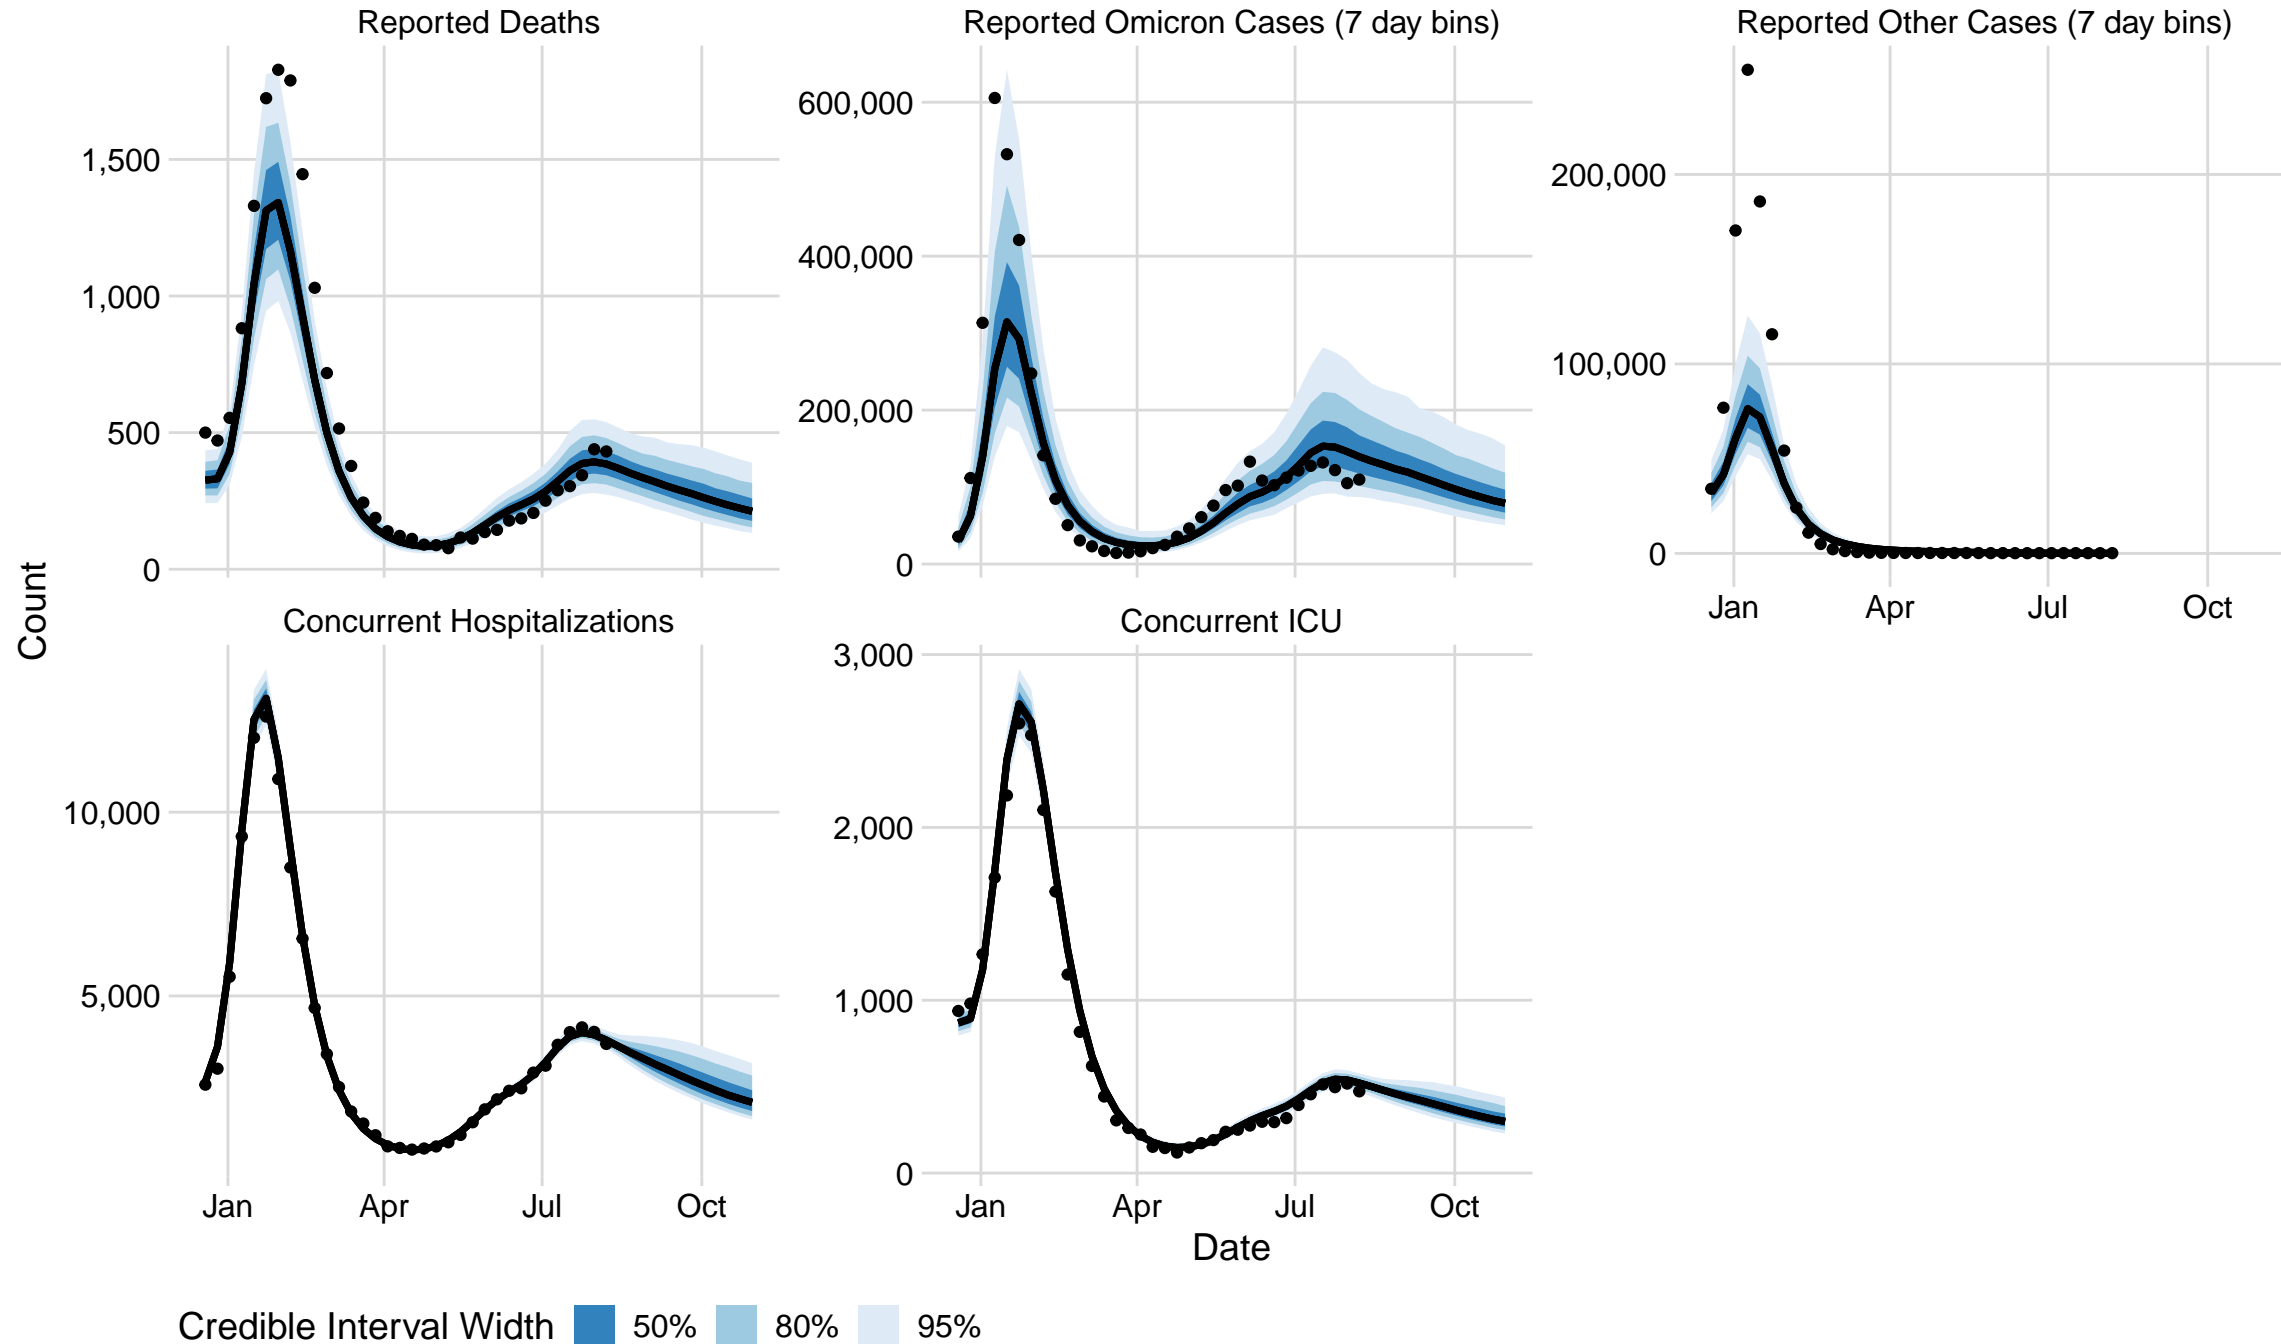 Reported Deaths
Reported Omicron Cases (7 day bins)
Reported Other Cases (7 day bins)
1,500
1,000
500
0
600,000
400,000
200,000
0
200,000
100,000
0
Jan Apr Jul Oct
Count
Concurrent Hospitalizations
Concurrent ICU
10,000
5,000
3,000
2,000
1,000
0
Jan Apr Jul Oct
Jan Apr Jul Oct
Date
Credible Interval Width 50% 80% 95%